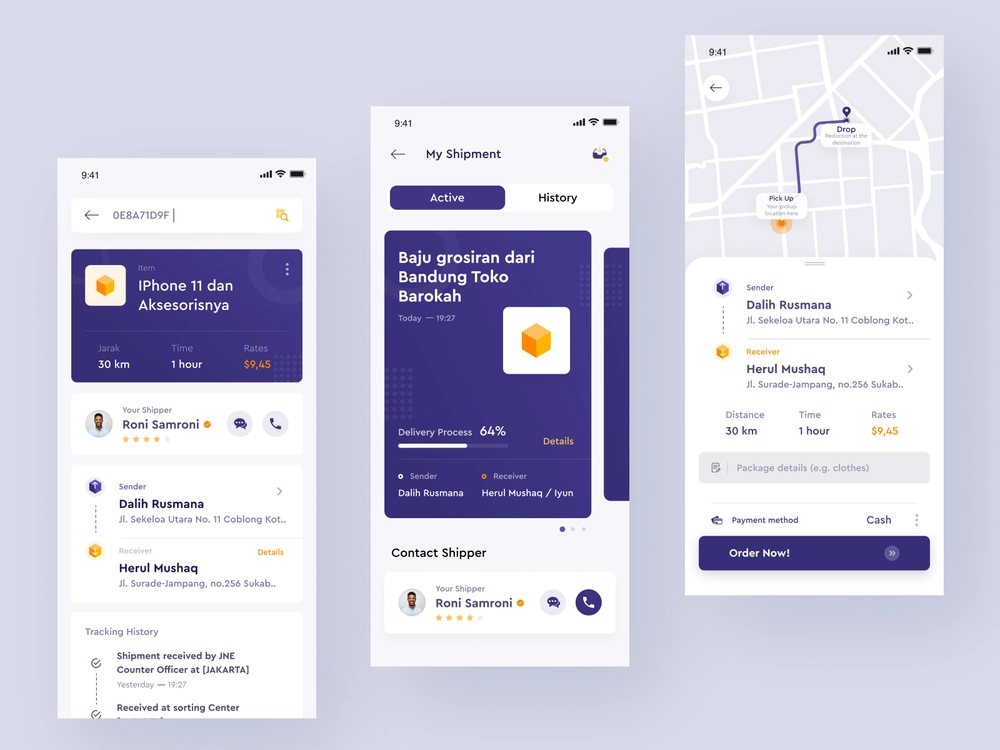 9:41
0E8A71D9F
Item
IPhone 11 dan
Aksesorisnya
Jarak
Time
Rates
30 km
1 hour
$9,45
Your Shipper
Roni Samroni
Sender
Dalih Rusmana
Jl. Sekeloa Utara No. 11 Coblong Kot..
Receiver
Details
Herul Mushaq
Jl. Surade-Jampang, no.256 Sukab..
Tracking History
Shipment received by JNE
Counter Officer at [JAKARTA]
Yesterday — 19:27
Received at sorting Center
9:41
My Shipment
Active
History
Baju grosiran dari
Bandung Toko
Barokah
Today — 19:27
Delivery Process 64%
Details
Sender
Receiver
Dalih Rusmana
Herul Mushaq / Iyun
Contact Shipper
Your Shipper
Roni Samroni
9:41
Drop
Reduction at the
destination
Pick Up
Your pickup
location here
Sender
Dalih Rusmana
Jl. Sekeloa Utara No. 11 Coblong Kot..
Receiver
Herul Mushaq
Jl. Surade-Jampang, no.256 Sukab..
Distance
Time
Rates
30 km
1 hour
$9,45
Package details (e.g. clothes)
Payment method
Cash
Order Now!